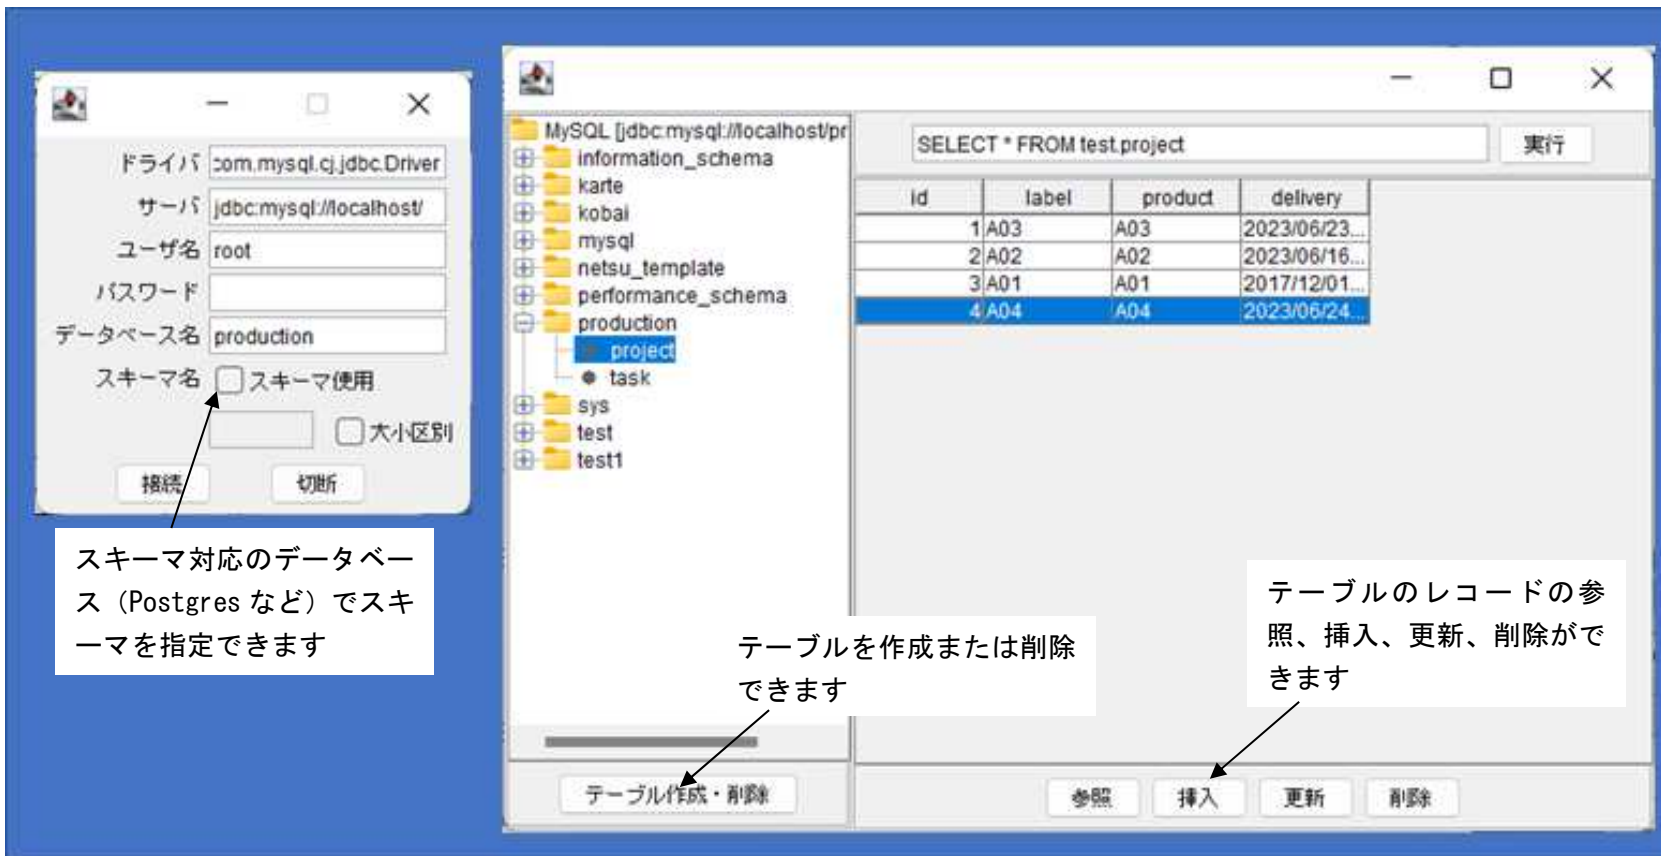 ドライバ com.mysql.cj.jdbc.Driver
サーバ jdbc:mysql://localhost/
ユーザ名 root
パスワード
データベース名 production
スキーマ名 スキーマ使用
大小区別
接続 切断
スキーマ対応のデータベー
ス（Postgres など）でスキ
ーマを指定できます
MySQL [jdbc:mysql://localhost/pr
information_schema
karte
kobai
mysql
netsu_template
performance_schema
production
project
task
sys
test
test1
テーブル作成・削除
テーブルを作成または削除
できます
SELECT * FROM test.project 実行
id label product delivery
1 A03 A03 2023/06/23...
2 A02 A02 2023/06/16...
3 A01 A01 2017/12/01...
4 A04 A04 2023/06/24...
テーブルのレコードの参
照、挿入、更新、削除がで
きます
参照 挿入 更新 削除